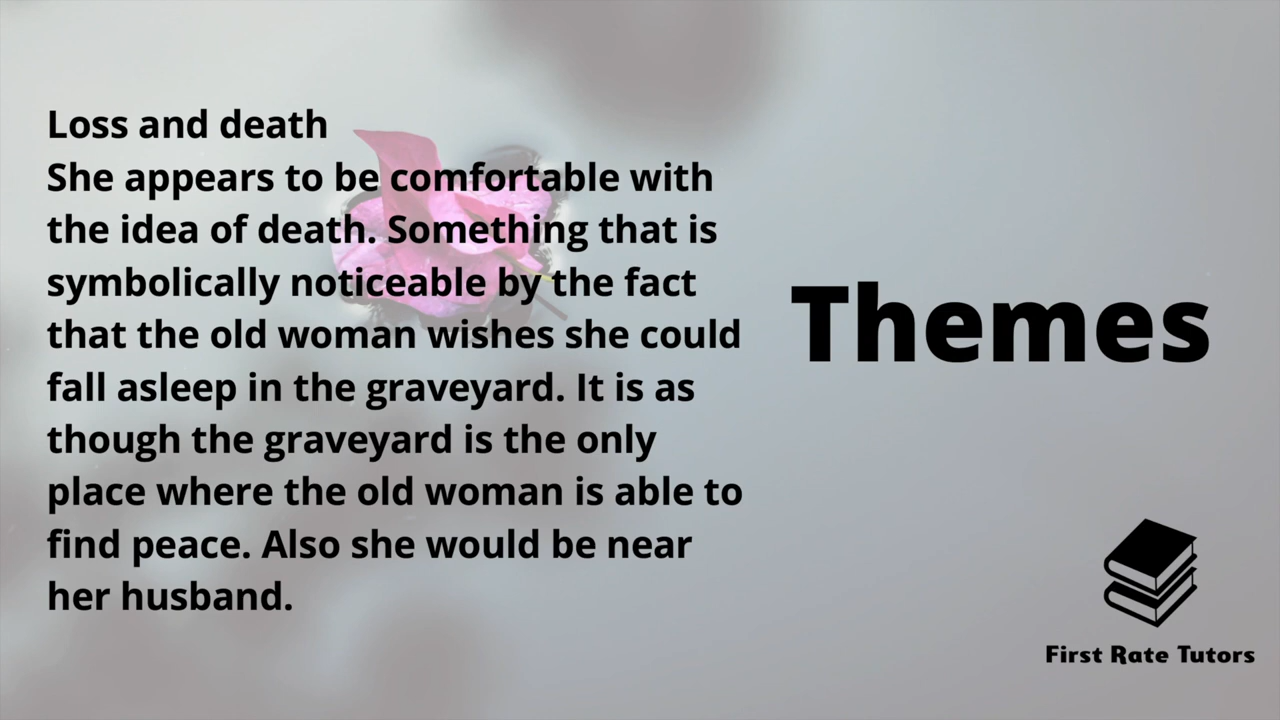 Loss and death
She appears to be comfortable with
the idea of death. Something that is
symbolically noticeable by the fact
that the old woman wishes she could
fall asleep in the graveyard. It is as
though the graveyard is the only
place where the old woman is able to
find peace. Also she would be near
her husband.
Themes
First Rate Tutors